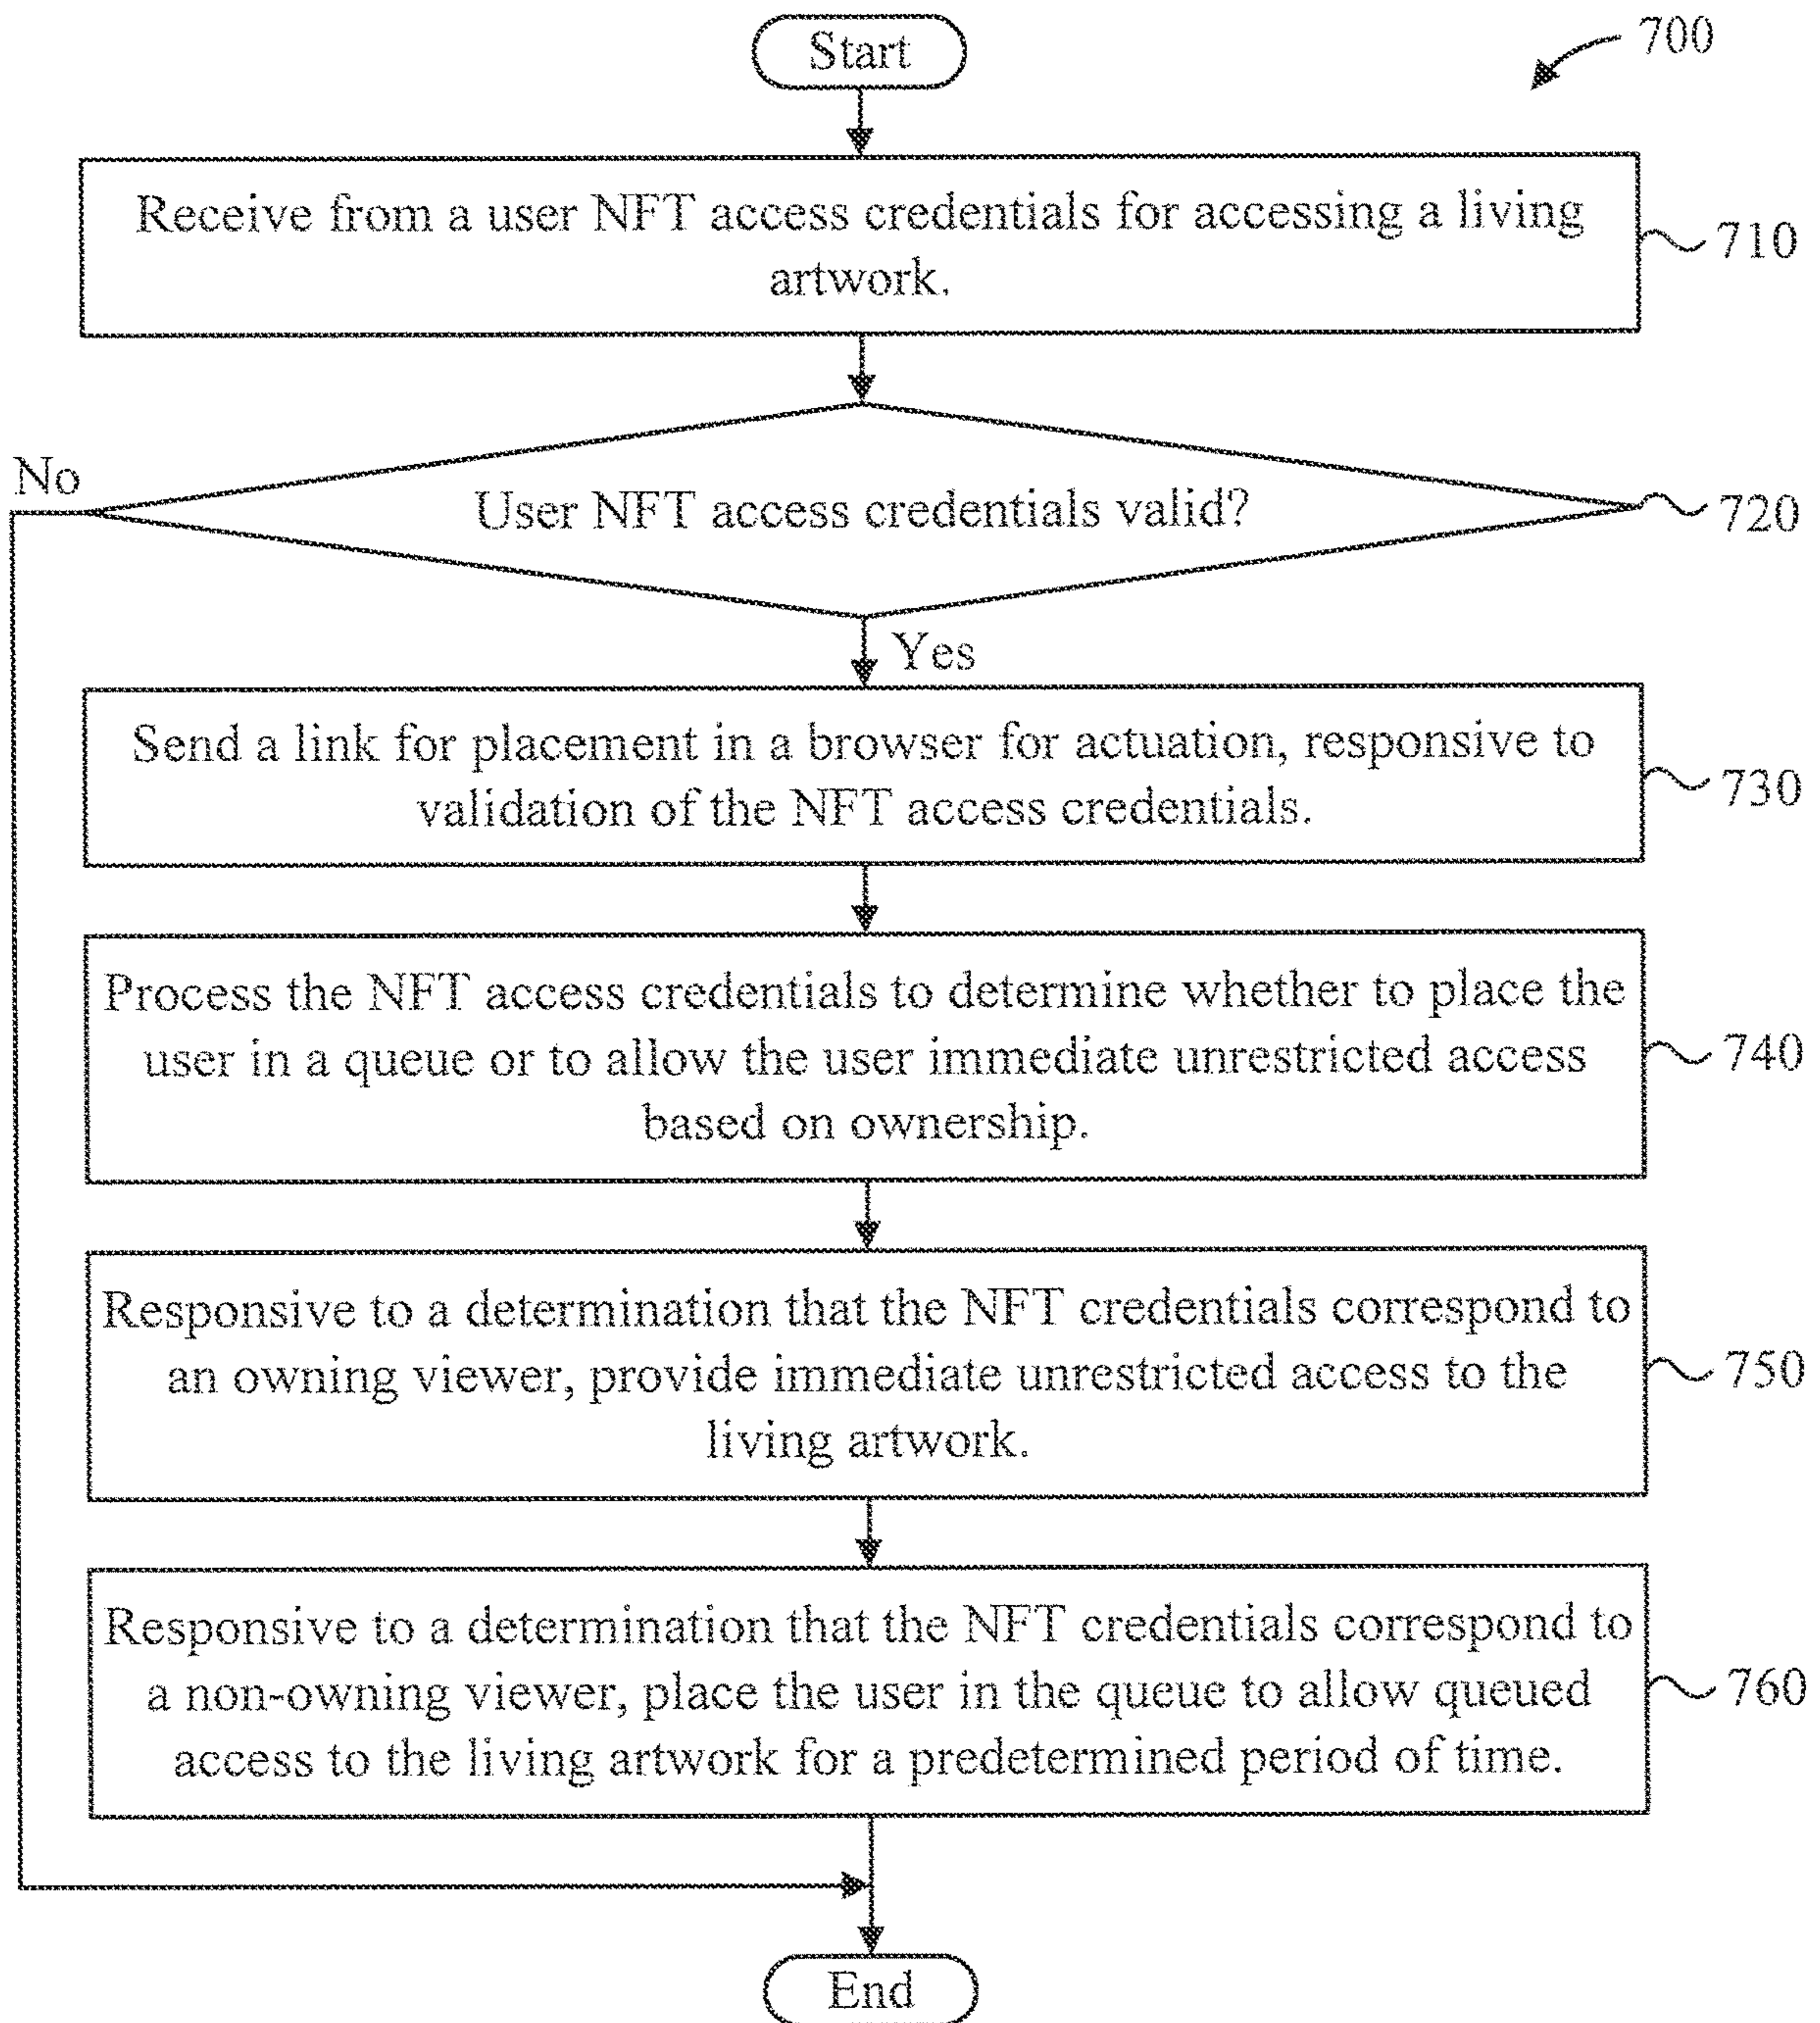 Start
700
Receive from a user NFT access credentials for accessing a living
artwork.
710
No
User NFT access credentials valid?
720
Yes
Send a link for placement in a browser for actuation, responsive to
validation of the NFT access credentials.
730
Process the NFT access credentials to determine whether to place the
user in a queue or to allow the user immediate unrestricted access
based on ownership.
740
Responsive to a determination that the NFT credentials correspond to
an owning viewer, provide immediate unrestricted access to the
living artwork.
750
Responsive to a determination that the NFT credentials correspond to
a non-owning viewer, place the user in the queue to allow queued
access to the living artwork for a predetermined period of time.
760
End